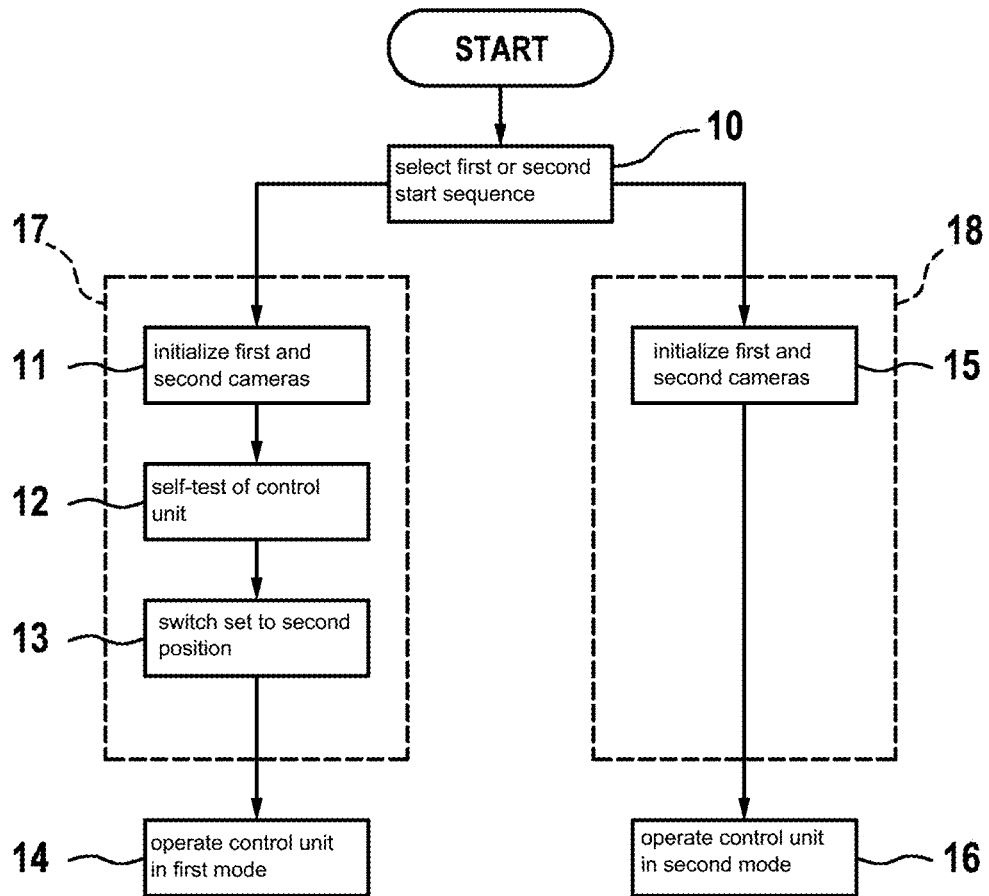 START
10
select first or second
start sequence
17
18
initialize first and
second cameras
11
initialize first and
second cameras
15
self-test of control
unit
12
switch set to second
position
13
operate control unit
in first mode
14
operate control unit
in second mode
16